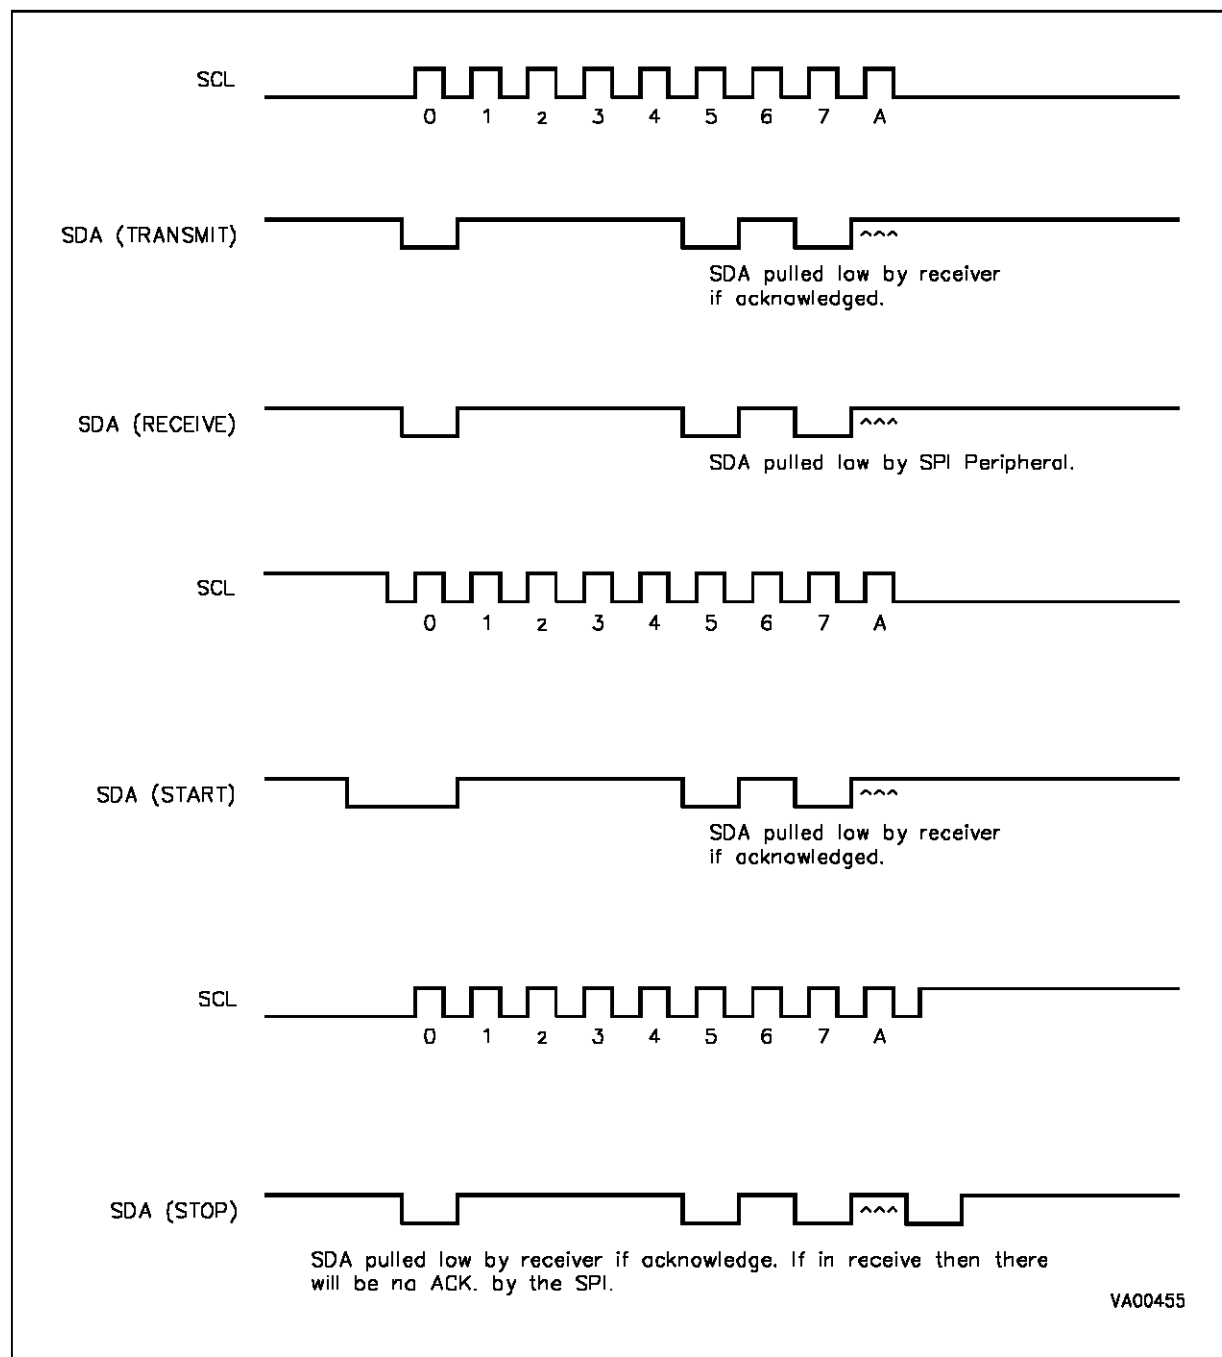 SCL
0 1 2 3 4 5 6 7 A
SDA (TRANSMIT)
^^^
SDA pulled low by receiver
if acknowledged.
SDA (RECEIVE)
^^^
SDA pulled low by SPI Peripheral.
SCL
0 1 2 3 4 5 6 7 A
SDA (START)
^^^
SDA pulled low by receiver
if acknowledged.
SCL
0 1 2 3 4 5 6 7 A
SDA (STOP)
^^^
SDA pulled low by receiver if acknowledge. If in receive then there
will be no ACK. by the SPI.
VA00455